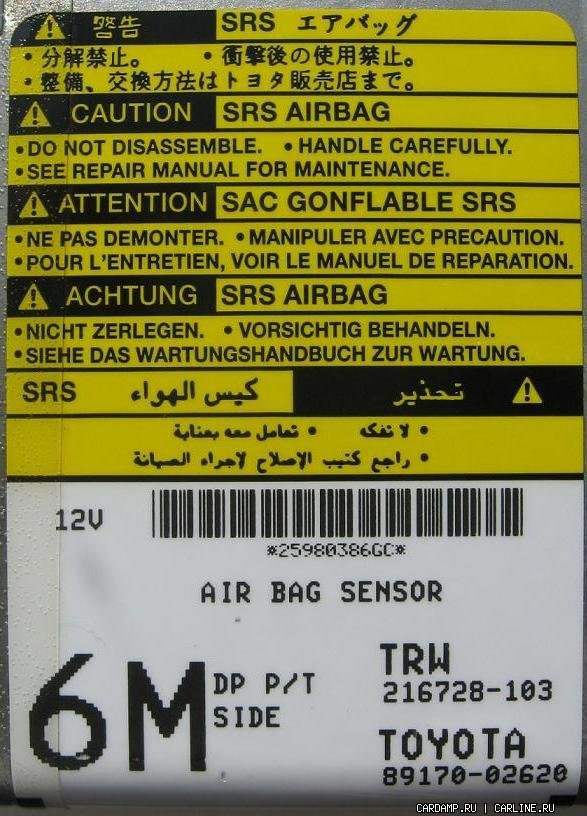 警告 SRS エアバッグ
・分解禁止。 ・衝撃後の使用禁止。
・整備、交換方法はトヨタ販売店まで。
CAUTION SRS AIRBAG
•DO NOT DISASSEMBLE. •HANDLE CAREFULLY.
•SEE REPAIR MANUAL FOR MAINTENANCE.
ATTENTION SAC GONFLABLE SRS
•NE PAS DEMONTER. •MANIPULER AVEC PRECAUTION.
•POUR L'ENTRETIEN, VOIR LE MANUEL DE REPARATION.
ACHTUNG SRS AIRBAG
•NICHT ZERLEGEN. •VORSICHTIG BEHANDELN.
•SIEHE DAS WARTUNGSHANDBUCH ZUR WARTUNG.
تحذير كيس الهواء SRS
• لا تفكه • تعامل معه بعناية
• راجع كتيب الإصلاح لاجراء الصيانة
12V
*25980386GC*
AIR BAG SENSOR
6M DP P/T SIDE
TRW
216728-103
TOYOTA
89170-02620
CARDAMP.RU | CARLINE.RU